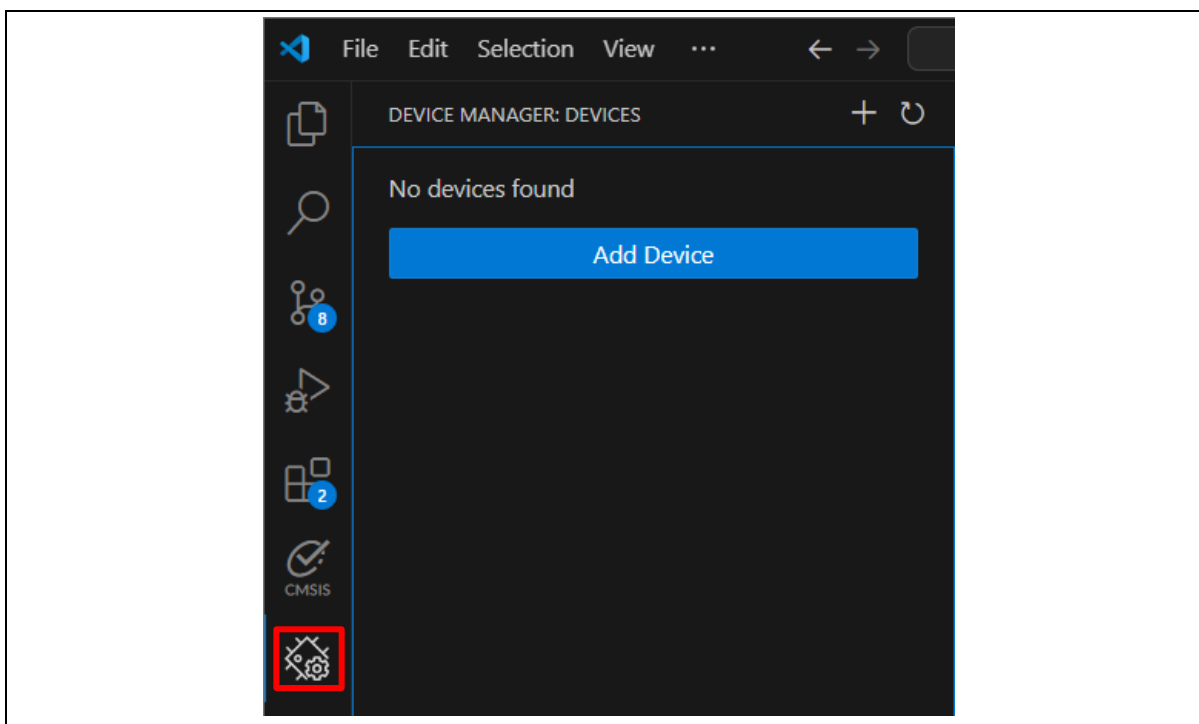 File Edit Selection View ...
DEVICE MANAGER: DEVICES
No devices found
Add Device
8
2
CMSIS